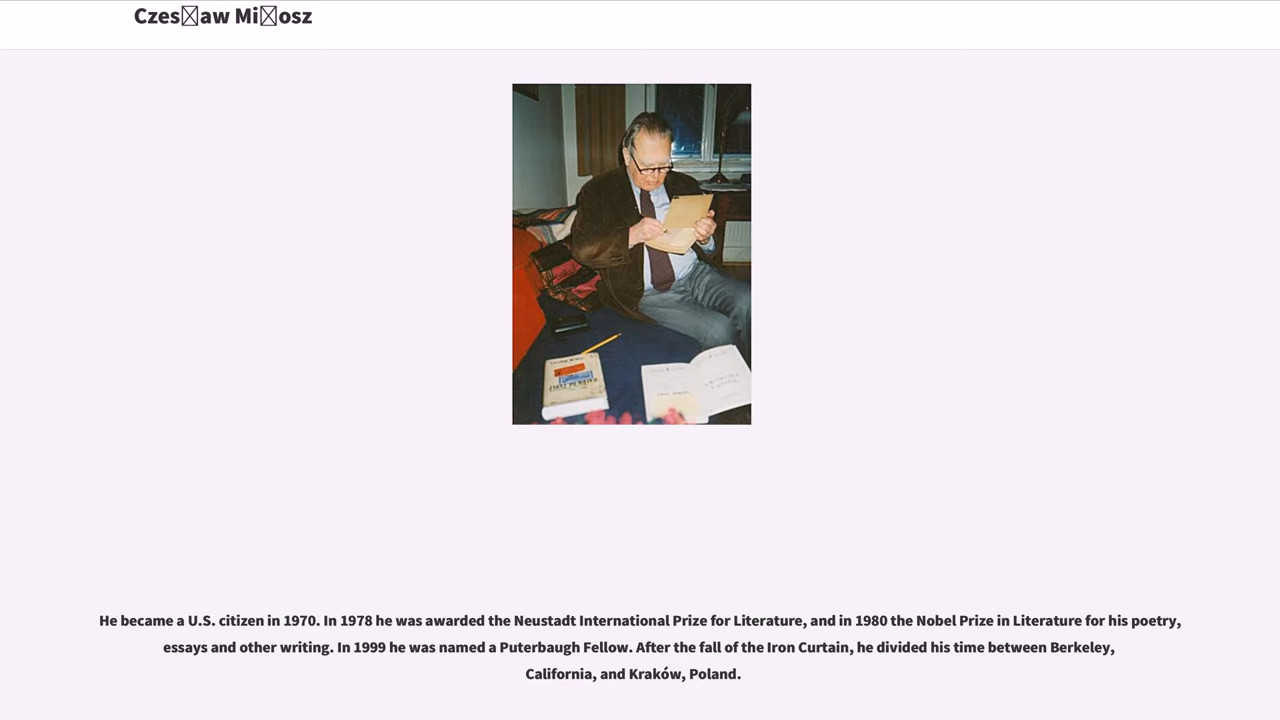 Czes☒aw Mi☒osz
He became a U.S. citizen in 1970. In 1978 he was awarded the Neustadt International Prize for Literature, and in 1980 the Nobel Prize in Literature for his poetry,
essays and other writing. In 1999 he was named a Puterbaugh Fellow. After the fall of the Iron Curtain, he divided his time between Berkeley,
California, and Kraków, Poland.